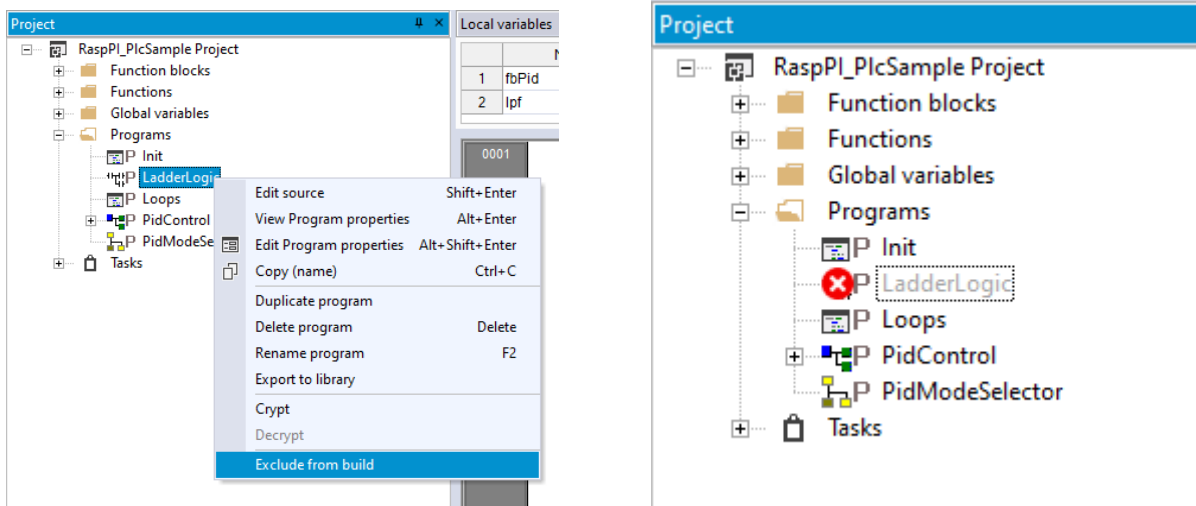 Project
RaspPI_PlcSample Project
Function blocks
Functions
Global variables
Programs
Init
P LadderLogic
P Loops
P PidControl
P PidModeSe
Tasks
Local variables
1 fbPid
2 lpf
0001
Edit source Shift+Enter
View Program properties Alt+Enter
Edit Program properties Alt+Shift+Enter
Copy (name) Ctrl+C
Duplicate program
Delete program Delete
Rename program F2
Export to library
Crypt
Decrypt
Exclude from build
Project
RaspPI_PlcSample Project
Function blocks
Functions
Global variables
Programs
P Init
P LadderLogic
P Loops
P PidControl
P PidModeSelector
Tasks